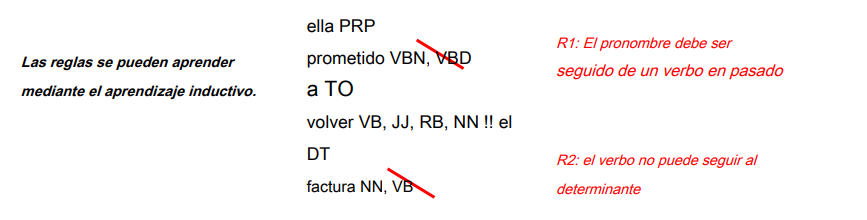 Las reglas se pueden aprender
mediante el aprendizaje inductivo.
ella PRP
prometido VBN, VBD
a TO
volver VB, JJ, RB, NN !! el
DT
factura NN, VB
R1: El pronombre debe ser
seguido de un verbo en pasado
R2: el verbo no puede seguir al
determinante